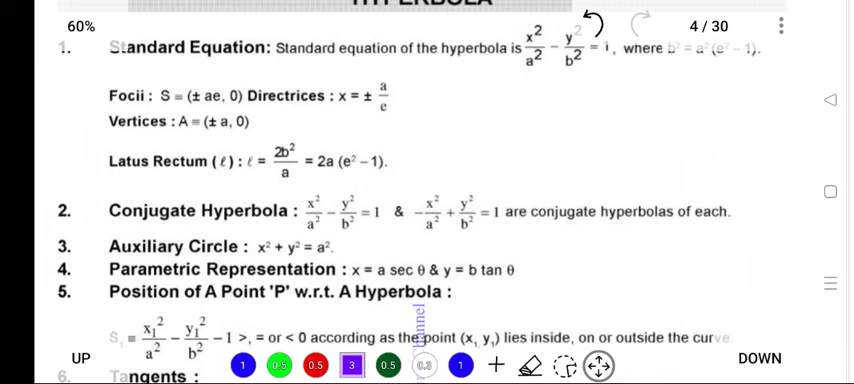 HYPERBOLA
60%
4 / 30
1. Standard Equation: Standard equation of the hyperbola is x²/a² − y²/b² = 1, where b² = a² (e² − 1).
Focii : S ≡ (± ae, 0) Directrices : x = ± a/e
Vertices : A ≡ (± a, 0)
Latus Rectum ( ℓ ) : ℓ = 2b²/a = 2a (e² – 1).
2. Conjugate Hyperbola : x²/a² − y²/b² = 1 & −x²/a² + y²/b² = 1 are conjugate hyperbolas of each.
3. Auxiliary Circle : x² + y² = a².
4. Parametric Representation : x = a sec θ & y = b tan θ
5. Position of A Point 'P' w.r.t. A Hyperbola :
S₁ ≡ x₁²/a² − y₁²/b² − 1 >, = or < 0 according as the point (x₁, y₁) lies inside, on or outside the curve.
UP
1 0.5 0.5 3 0.5 0.3 1
DOWN
6. Tangents :